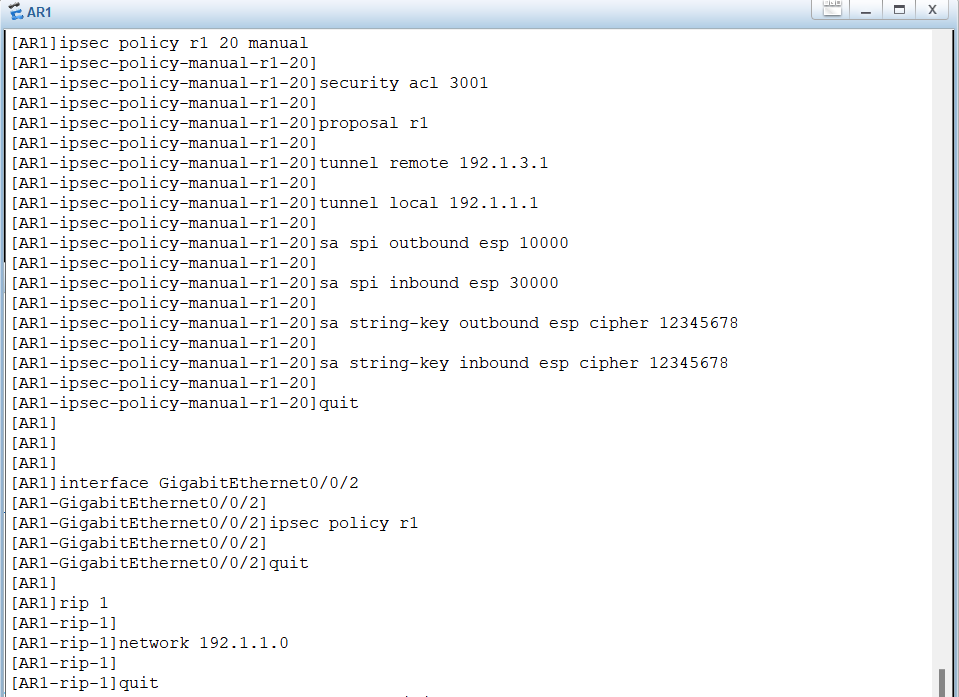 AR1
[AR1]ipsec policy r1 20 manual
[AR1-ipsec-policy-manual-r1-20]
[AR1-ipsec-policy-manual-r1-20]security acl 3001
[AR1-ipsec-policy-manual-r1-20]
[AR1-ipsec-policy-manual-r1-20]proposal r1
[AR1-ipsec-policy-manual-r1-20]
[AR1-ipsec-policy-manual-r1-20]tunnel remote 192.1.3.1
[AR1-ipsec-policy-manual-r1-20]
[AR1-ipsec-policy-manual-r1-20]tunnel local 192.1.1.1
[AR1-ipsec-policy-manual-r1-20]
[AR1-ipsec-policy-manual-r1-20]sa spi outbound esp 10000
[AR1-ipsec-policy-manual-r1-20]
[AR1-ipsec-policy-manual-r1-20]sa spi inbound esp 30000
[AR1-ipsec-policy-manual-r1-20]
[AR1-ipsec-policy-manual-r1-20]sa string-key outbound esp cipher 12345678
[AR1-ipsec-policy-manual-r1-20]
[AR1-ipsec-policy-manual-r1-20]sa string-key inbound esp cipher 12345678
[AR1-ipsec-policy-manual-r1-20]
[AR1-ipsec-policy-manual-r1-20]quit
[AR1]
[AR1]
[AR1]
[AR1]interface GigabitEthernet0/0/2
[AR1-GigabitEthernet0/0/2]
[AR1-GigabitEthernet0/0/2]ipsec policy r1
[AR1-GigabitEthernet0/0/2]
[AR1-GigabitEthernet0/0/2]quit
[AR1]
[AR1]rip 1
[AR1-rip-1]
[AR1-rip-1]network 192.1.1.0
[AR1-rip-1]
[AR1-rip-1]quit